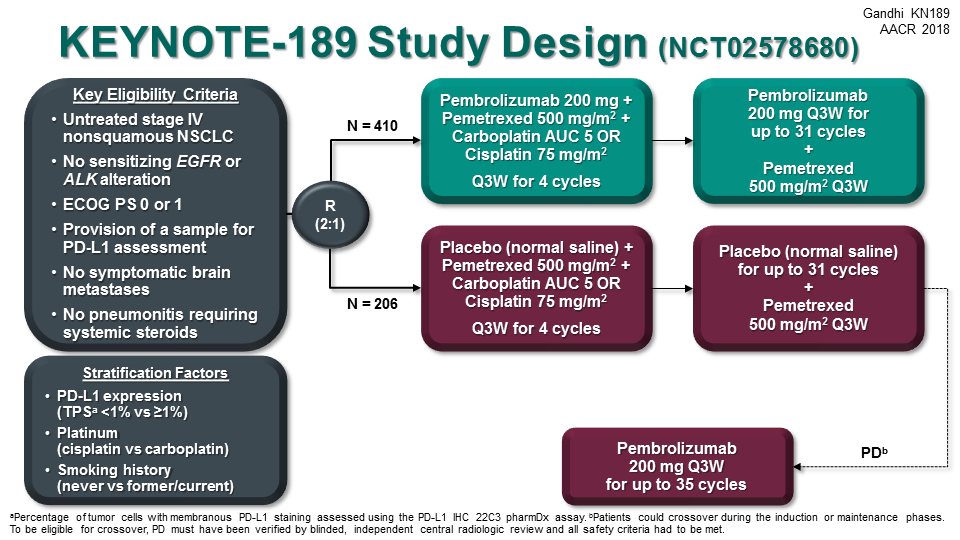 Gandhi KN189
AACR 2018
KEYNOTE-189 Study Design (NCT02578680)
Key Eligibility Criteria
• Untreated stage IV
nonsquamous NSCLC
• No sensitizing EGFR or
ALK alteration
• ECOG PS 0 or 1
• Provision of a sample for
PD-L1 assessment
• No symptomatic brain
metastases
• No pneumonitis requiring
systemic steroids
Stratification Factors
• PD-L1 expression
(TPSᵃ <1% vs ≥1%)
• Platinum
(cisplatin vs carboplatin)
• Smoking history
(never vs former/current)
R
(2:1)
N = 410
Pembrolizumab 200 mg +
Pemetrexed 500 mg/m² +
Carboplatin AUC 5 OR
Cisplatin 75 mg/m²
Q3W for 4 cycles
Pembrolizumab
200 mg Q3W for
up to 31 cycles
+
Pemetrexed
500 mg/m² Q3W
N = 206
Placebo (normal saline) +
Pemetrexed 500 mg/m² +
Carboplatin AUC 5 OR
Cisplatin 75 mg/m²
Q3W for 4 cycles
Placebo (normal saline)
for up to 31 cycles
+
Pemetrexed
500 mg/m² Q3W
PDᵇ
Pembrolizumab
200 mg Q3W
for up to 35 cycles
ᵃPercentage of tumor cells with membranous PD-L1 staining assessed using the PD-L1 IHC 22C3 pharmDx assay. ᵇPatients could crossover during the induction or maintenance phases.
To be eligible for crossover, PD must have been verified by blinded, independent central radiologic review and all safety criteria had to be met.